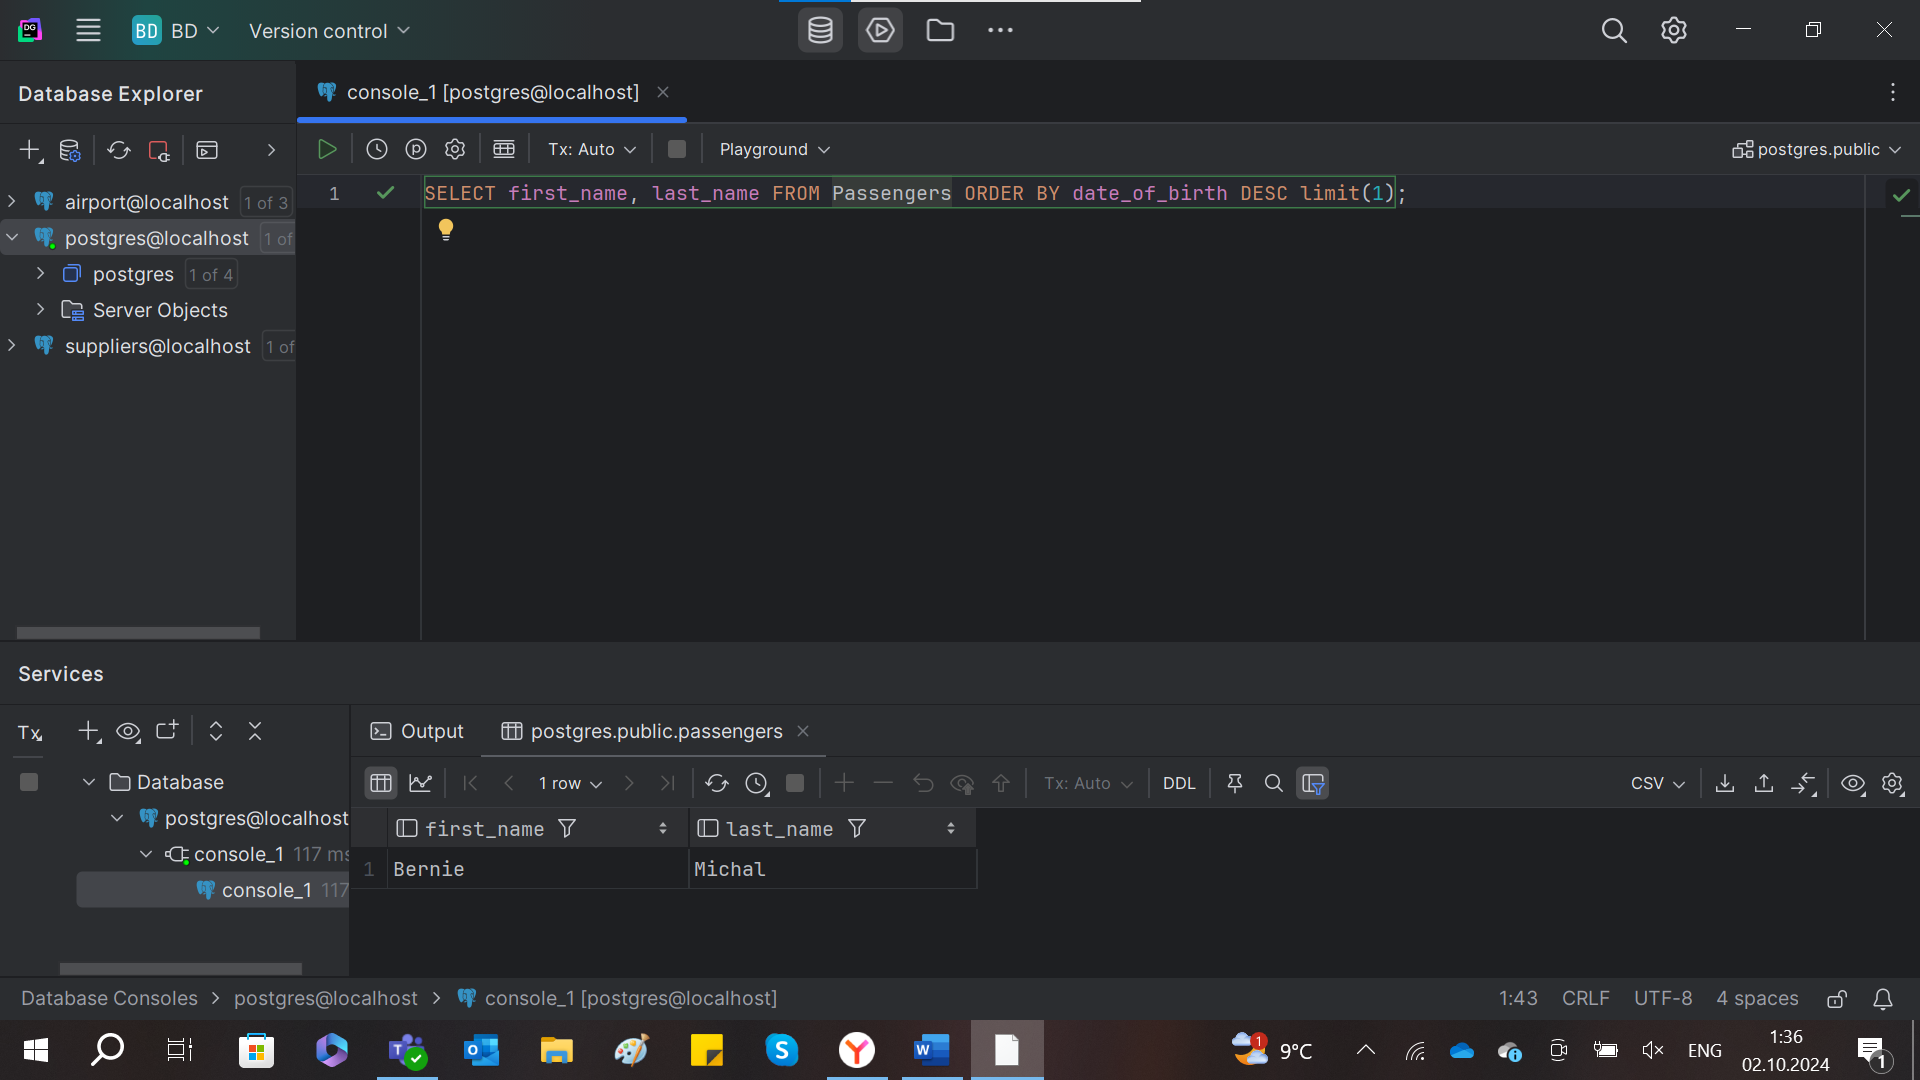 BD BD Version control
Database Explorer
console_1 [postgres@localhost]
Tx: Auto Playground postgres.public
airport@localhost 1 of 3
postgres@localhost 1 of
postgres 1 of 4
Server Objects
suppliers@localhost 1 of
1 SELECT first_name, last_name FROM Passengers ORDER BY date_of_birth DESC limit(1);
Services
Tx
Output postgres.public.passengers
1 row Tx: Auto DDL CSV
Database
postgres@localhost
console_1 117 ms
console_1 117
first_name last_name
1 Bernie Michal
Database Consoles > postgres@localhost > console_1 [postgres@localhost]
1:43 CRLF UTF-8 4 spaces
1 9°C ENG 1:36
02.10.2024 1